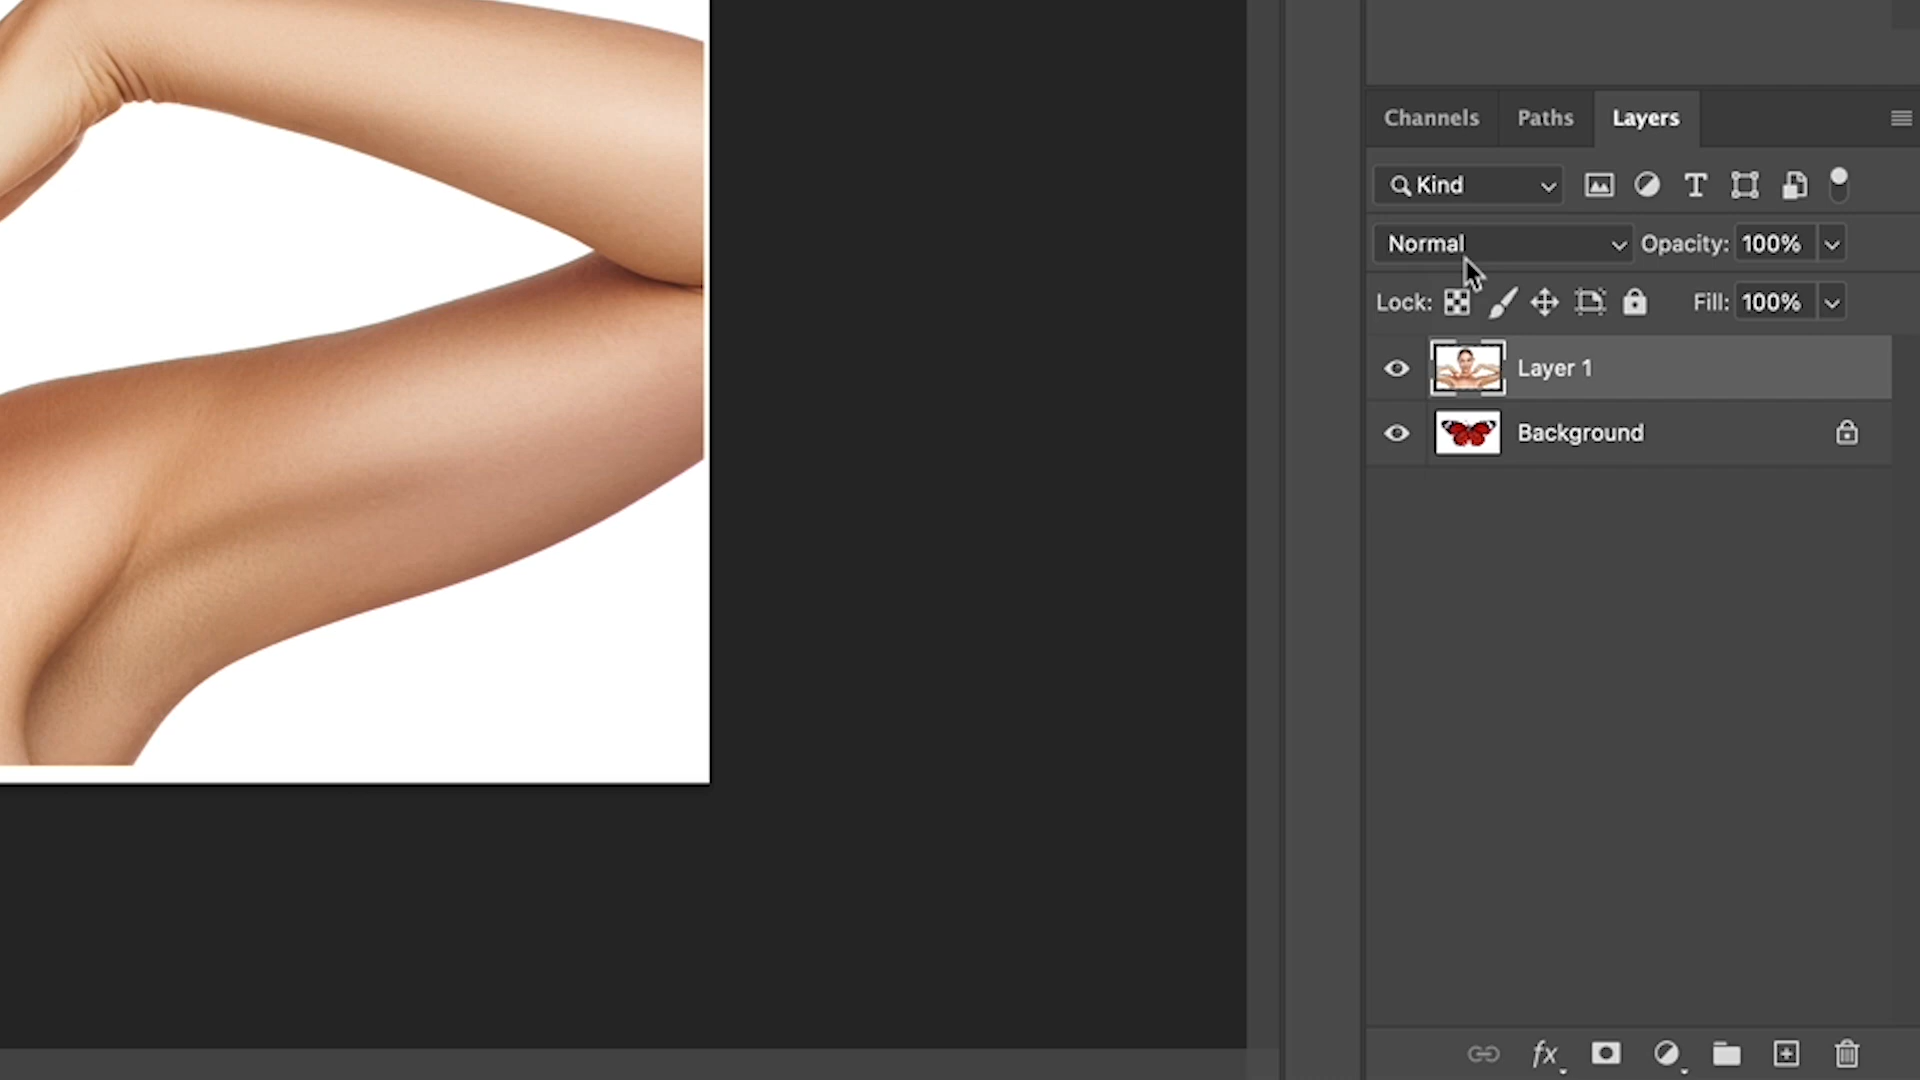 Channels Paths Layers
Kind
Normal Opacity: 100%
Lock: Fill: 100%
Layer 1
Background
fx